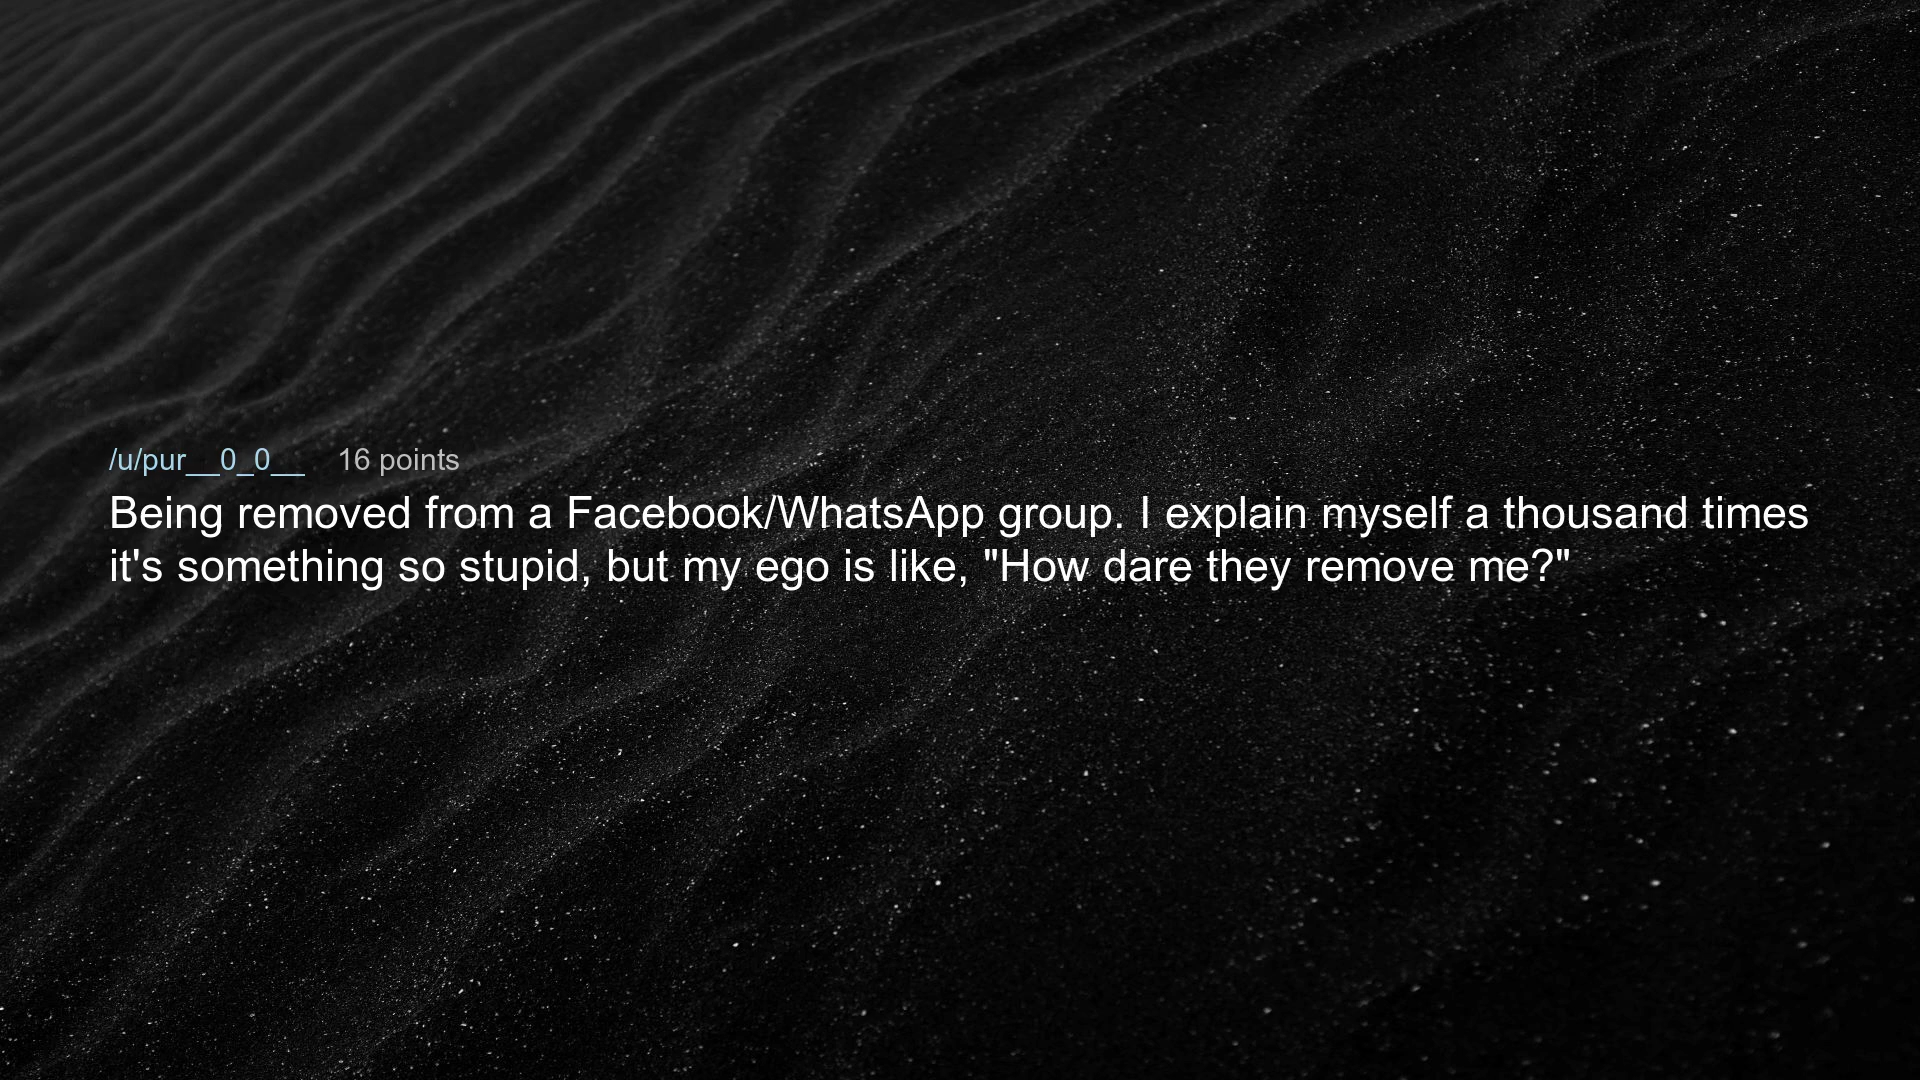 /u/pur__0_0__ 16 points
Being removed from a Facebook/WhatsApp group. I explain myself a thousand times
it's something so stupid, but my ego is like, "How dare they remove me?"